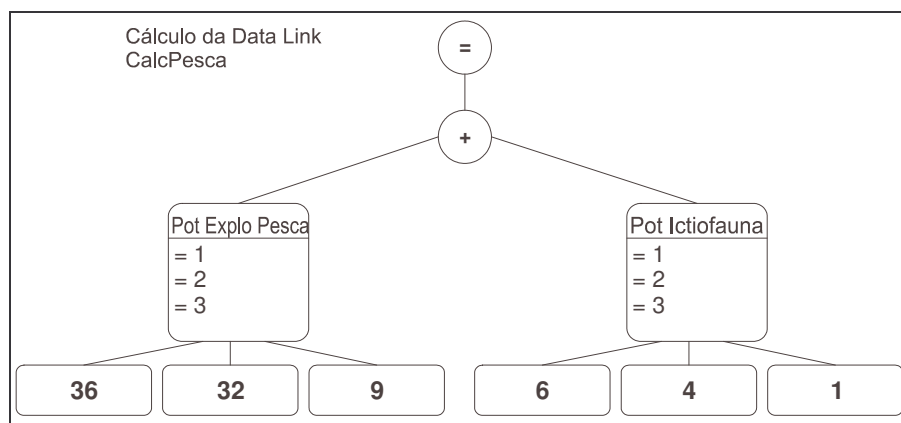 Cálculo da Data Link
CalcPesca
=
+
Pot Explo Pesca
= 1
= 2
= 3
Pot Ictiofauna
= 1
= 2
= 3
36 32 9 6 4 1